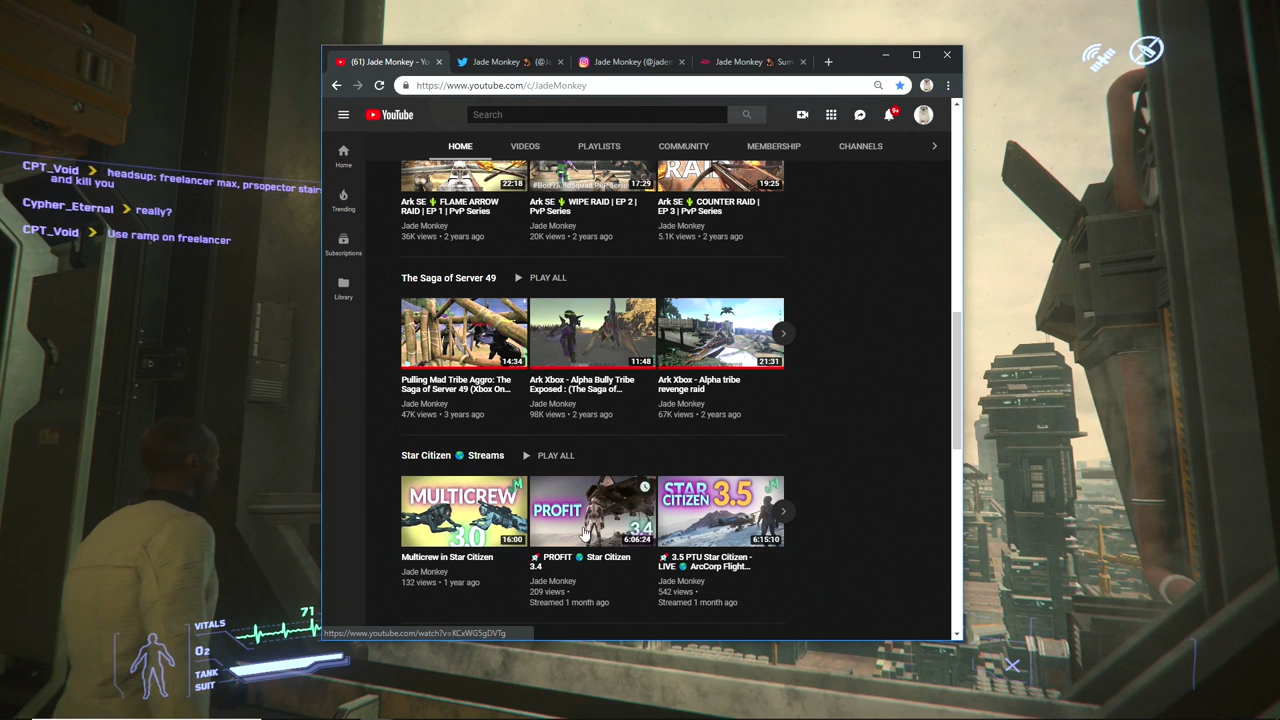 (61) Jade Monkey - Yo
Jade Monkey
Jade Monkey (@jader
Jade Monkey
Sum
https://www.youtube.com/c/JadeMonkey
YouTube
Search
9+
HOME
VIDEOS
PLAYLISTS
COMMUNITY
MEMBERSHIP
CHANNELS
Home
Trending
Subscriptions
Library
CPT_Void > headsup: freelancer max, prsopector stair
and kill you
Cypher_Eternal > really?
CPT_Void > Use ramp on freelancer
22:18
17:29
RAI
19:25
Ark SE 🌵 FLAME ARROW
RAID | EP 1 | PvP Series
Jade Monkey
36K views • 2 years ago
Ark SE 🌵 WIPE RAID | EP 2 |
PvP Series
Jade Monkey
20K views • 2 years ago
Ark SE 🌵 COUNTER RAID |
EP 3 | PvP Series
Jade Monkey
5.1K views • 2 years ago
The Saga of Server 49
PLAY ALL
14:34
11:48
21:31
Pulling Mad Tribe Aggro: The
Saga of Server 49 (Xbox On...
Jade Monkey
47K views • 3 years ago
Ark Xbox - Alpha Bully Tribe
Exposed : (The Saga of...
Jade Monkey
98K views • 2 years ago
Ark Xbox - Alpha tribe
revenge raid
Jade Monkey
67K views • 2 years ago
Star Citizen 🌎 Streams
PLAY ALL
MULTICREW
3.0
16:00
PROFIT
3.4
6:06:24
STAR
CITIZEN 3.5
6:15:10
Multicrew in Star Citizen
Jade Monkey
132 views • 1 year ago
🚀 PROFIT 🌎 Star Citizen
3.4
Jade Monkey
209 views •
Streamed 1 month ago
🚀 3.5 PTU Star Citizen -
LIVE 🌎 ArcCorp Flight...
Jade Monkey
542 views •
Streamed 1 month ago
https://www.youtube.com/watch?v=KCxWG5gDVTg
71
VITALS
O2
TANK
SUIT